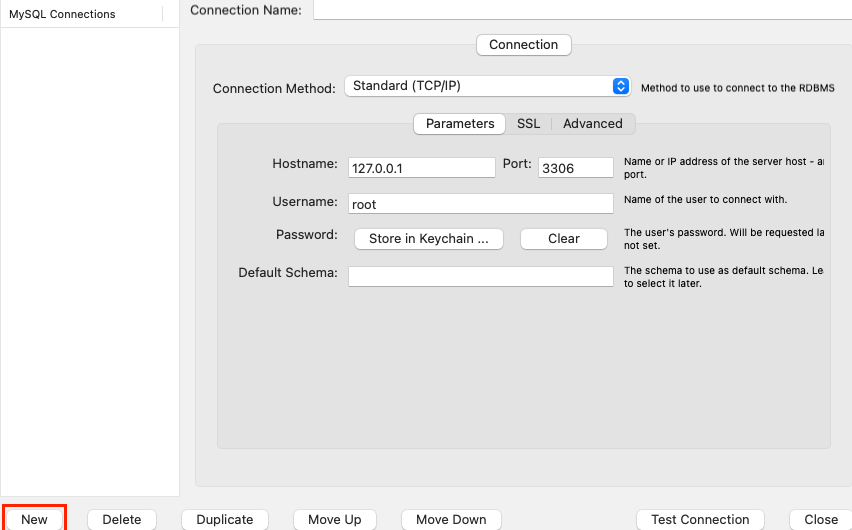 MySQL Connections
Connection Name:
Connection
Connection Method: Standard (TCP/IP) Method to use to connect to the RDBMS
Parameters SSL Advanced
Hostname: 127.0.0.1 Port: 3306 Name or IP address of the server host - a
port.
Username: root Name of the user to connect with.
Password: Store in Keychain ... Clear The user's password. Will be requested la
not set.
Default Schema: The schema to use as default schema. Le
to select it later.
New Delete Duplicate Move Up Move Down Test Connection Close